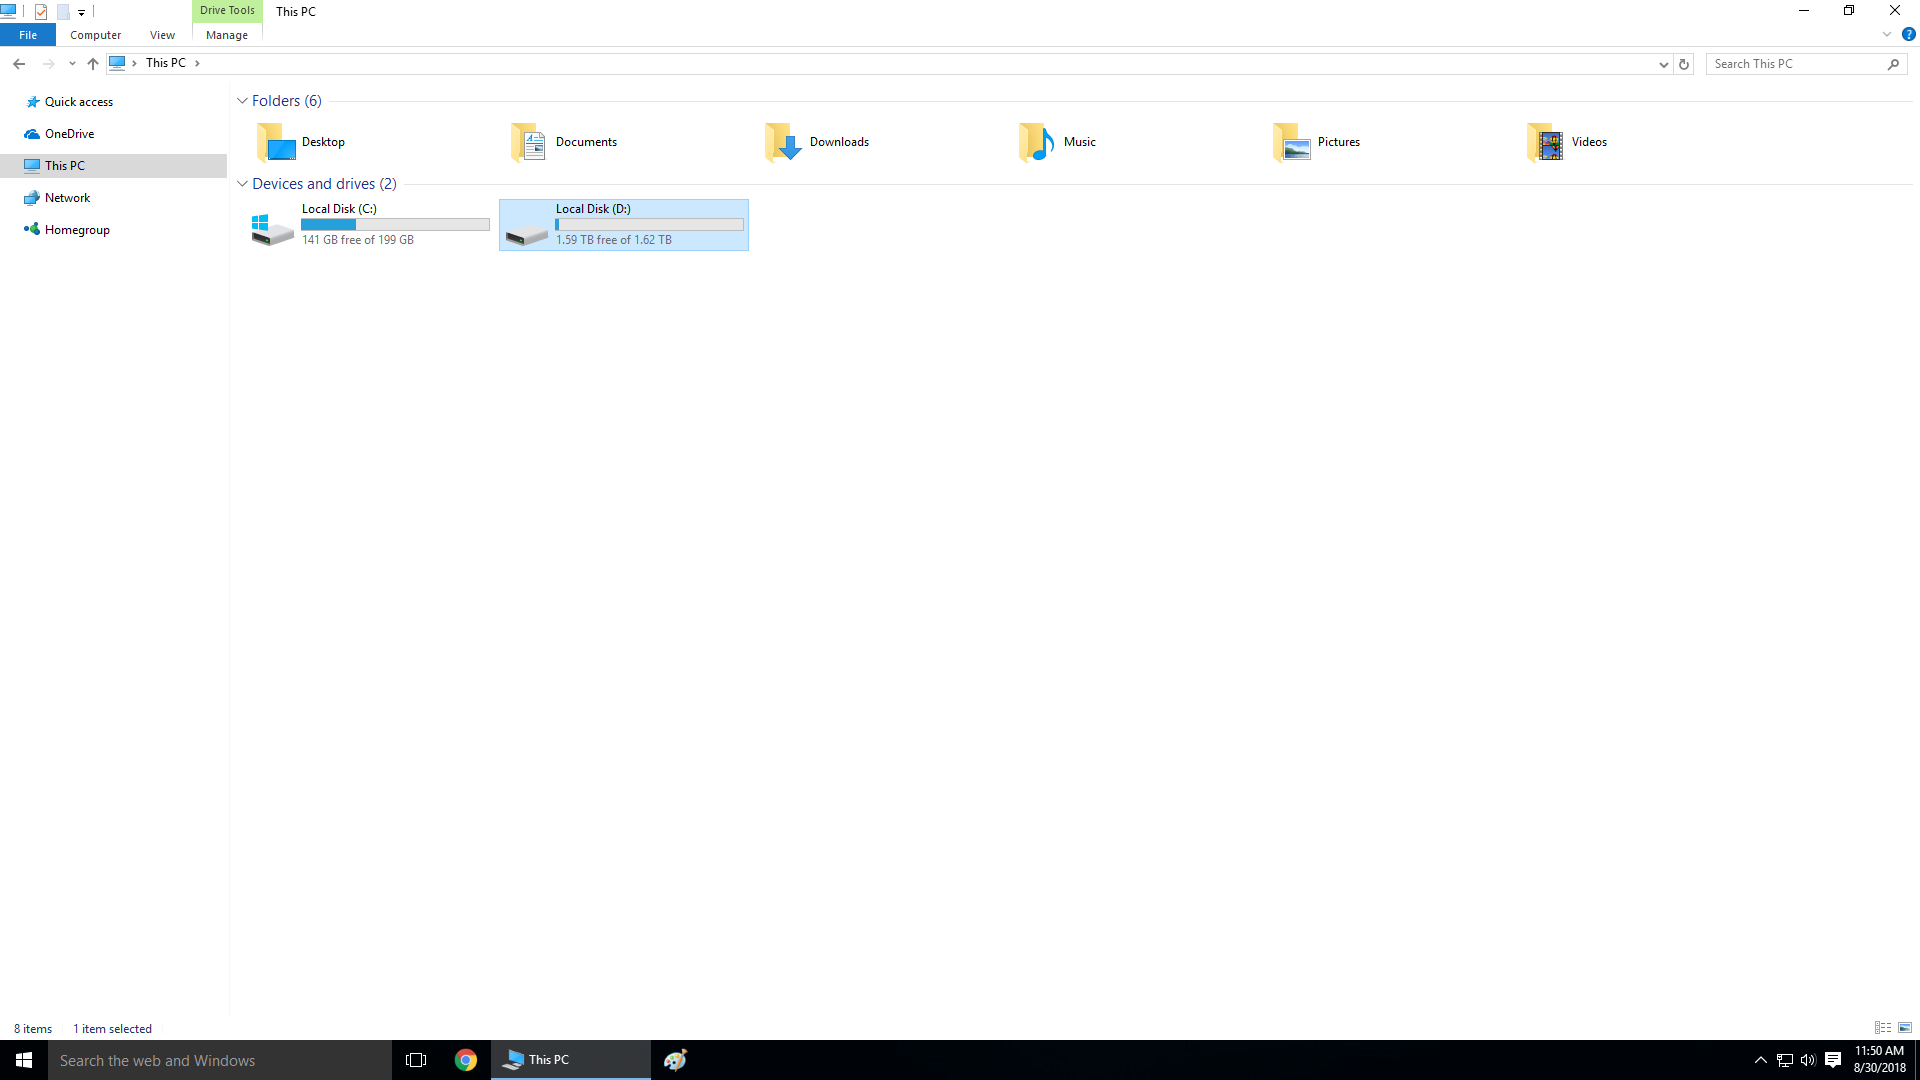 Drive Tools
This PC
File
Computer
View
Manage
?
This PC
Search This PC
Quick access
OneDrive
This PC
Network
Homegroup
Folders (6)
Desktop
Documents
Downloads
Music
Pictures
Videos
Devices and drives (2)
Local Disk (C:)
141 GB free of 199 GB
Local Disk (D:)
1.59 TB free of 1.62 TB
8 items
1 item selected
Search the web and Windows
This PC
11:50 AM
8/30/2018